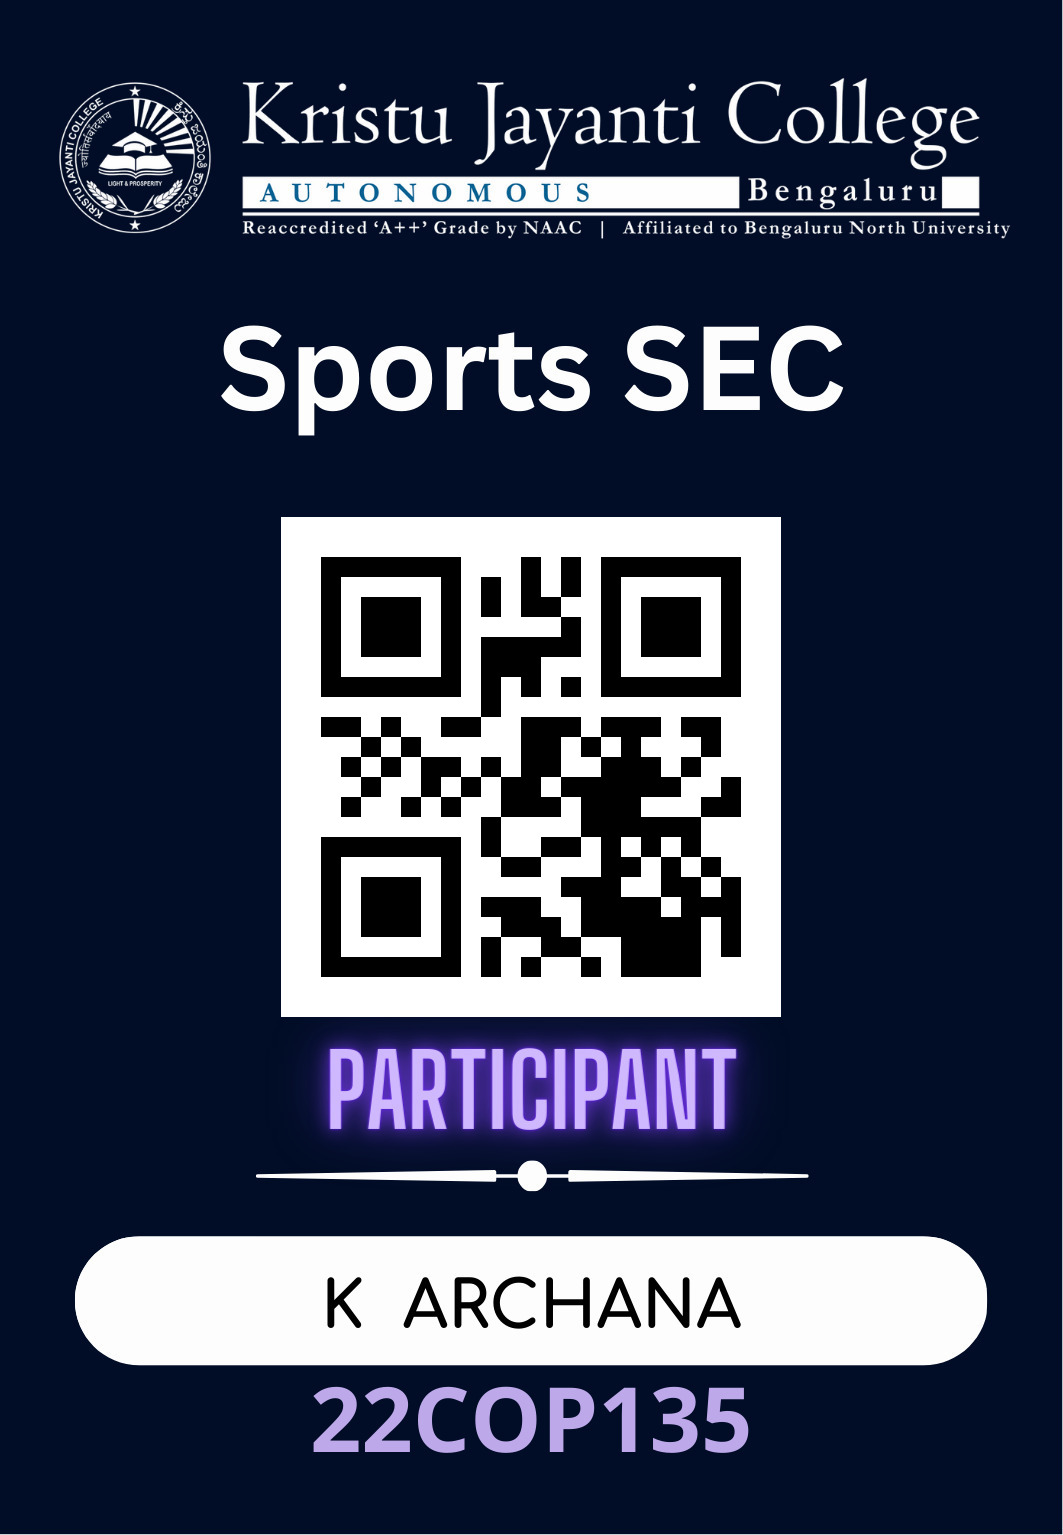 KRISTU JAYANTI COLLEGE
ಕ್ರಿಸ್ತು ಜಯಂತಿ ಕಾಲೇಜು
LIGHT & PROSPERITY
Kristu Jayanti College
AUTONOMOUS Bengaluru
Reaccredited ‘A++’ Grade by NAAC | Affiliated to Bengaluru North University
Sports SEC
PARTICIPANT
K ARCHANA
22COP135